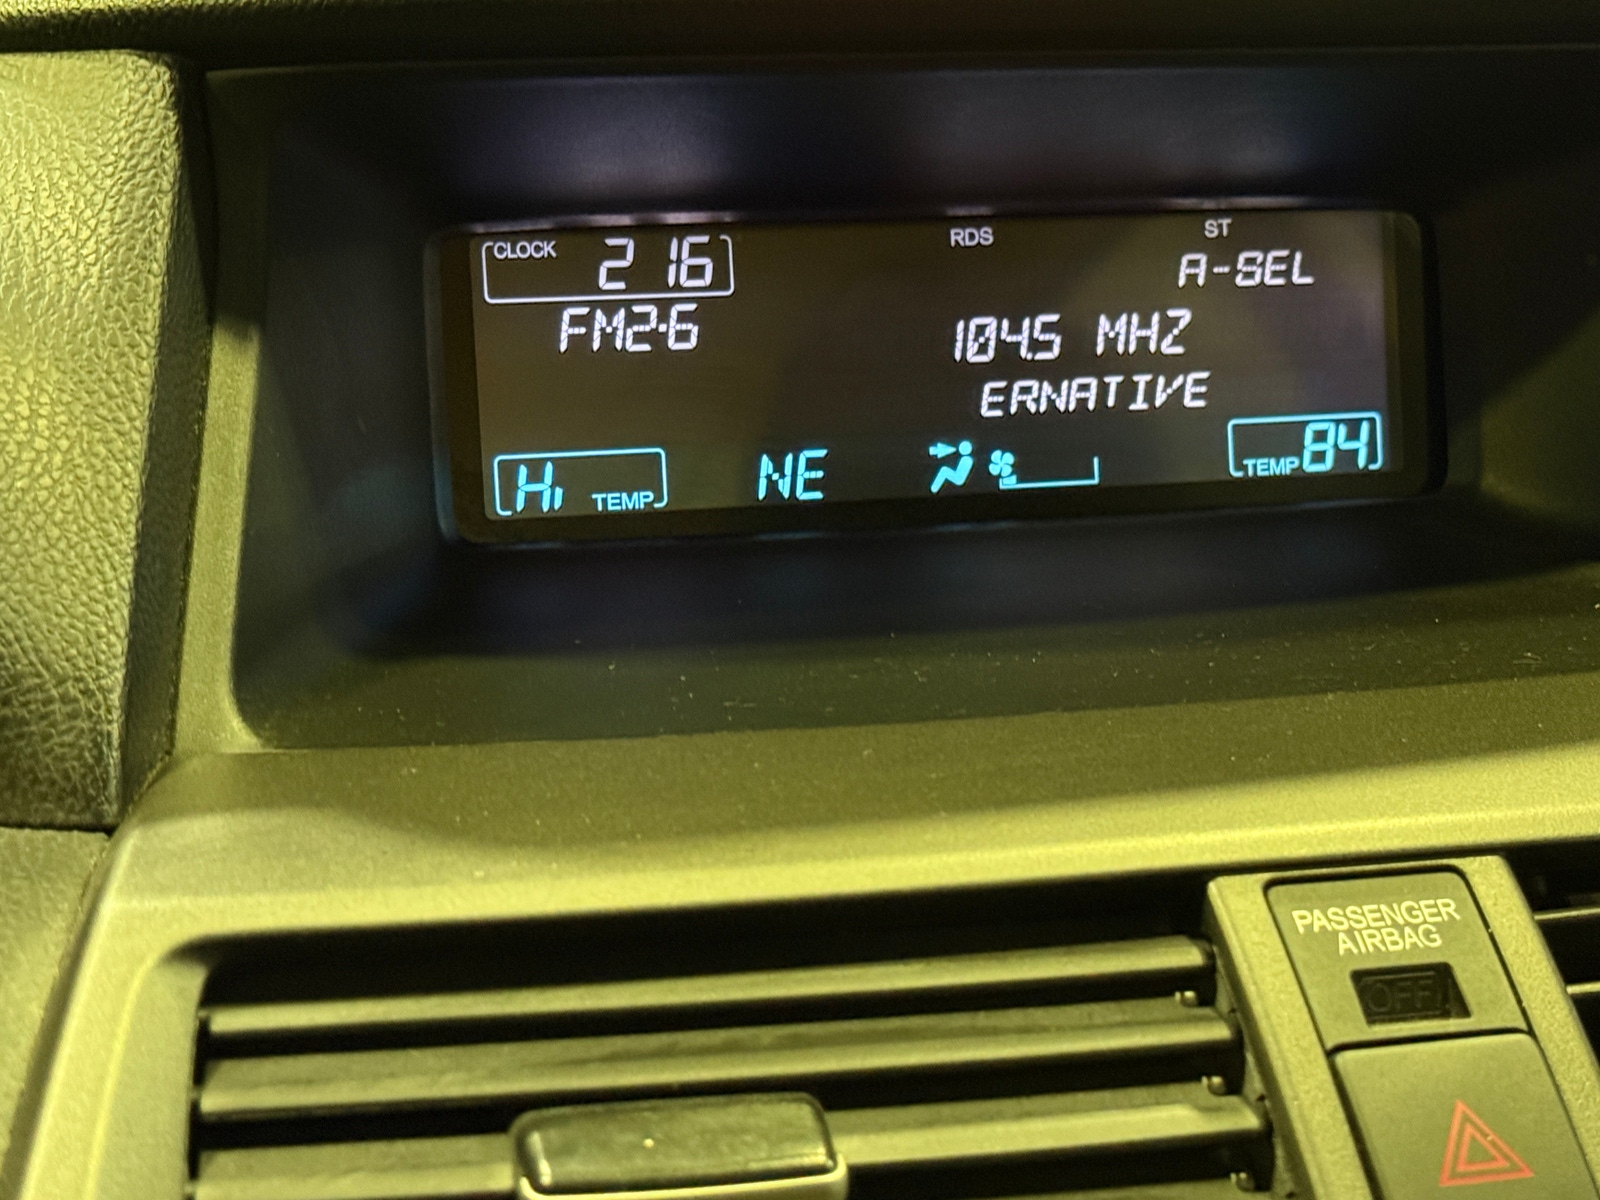 CLOCK 2 16
RDS
ST
A-SEL
FM2-6
104.5 MHZ
ERNATIVE
Hi TEMP
NE
TEMP 84
PASSENGER
AIRBAG
OFF